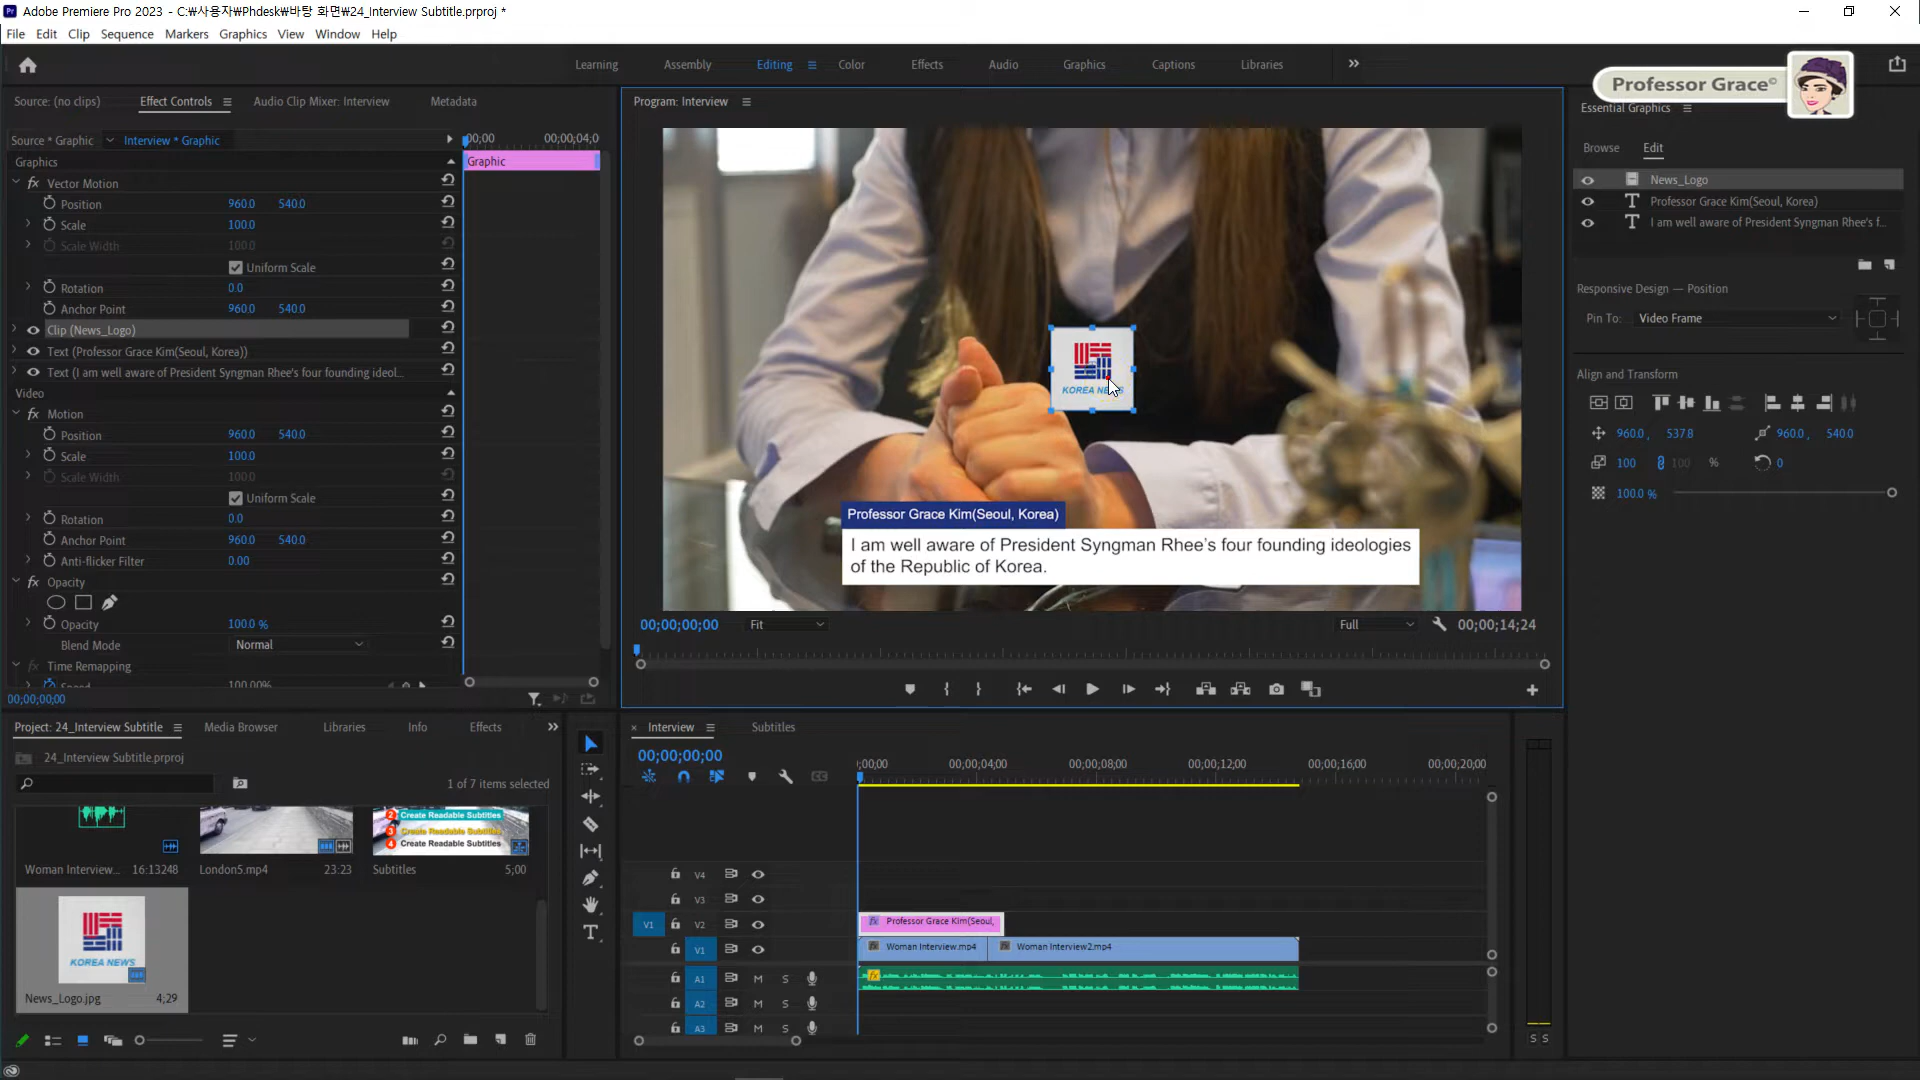 Adobe Premiere Pro 2023 - C:₩사용자₩Phdesk₩바탕 화면₩24_Interview Subtitle.prproj *
File Edit Clip Sequence Markers Graphics View Window Help
Learning Assembly Editing Color Effects Audio Graphics Captions Libraries
Professor Grace©
Source: (no clips) Effect Controls Audio Clip Mixer: Interview Metadata
Program: Interview
Essential Graphics
Source * Graphic Interview * Graphic
;00;00 00;00;04;0
Graphics
Graphic
Vector Motion
Position 960.0 540.0
Scale 100.0
Scale Width 100.0
Uniform Scale
Rotation 0.0
Anchor Point 960.0 540.0
Clip (News_Logo)
Text (Professor Grace Kim(Seoul, Korea))
Text (I am well aware of President Syngman Rhee's four founding ideol...
Video
Motion
Position 960.0 540.0
Scale 100.0
Scale Width 100.0
Uniform Scale
Rotation 0.0
Anchor Point 960.0 540.0
Anti-flicker Filter 0.00
Opacity
Opacity 100.0 %
Blend Mode Normal
Time Remapping
Speed 100.00%
00;00;00;00
KOREA NEWS
Professor Grace Kim(Seoul, Korea)
I am well aware of President Syngman Rhee's four founding ideologies
of the Republic of Korea.
00;00;00;00 Fit Full 00;00;14;24
Browse Edit
News_Logo
Professor Grace Kim(Seoul, Korea)
I am well aware of President Syngman Rhee's f...
Responsive Design — Position
Pin To: Video Frame
Align and Transform
960.0 , 537.8 960.0 , 540.0
100 100 % 0
100.0 %
Project: 24_Interview Subtitle Media Browser Libraries Info Effects
24_Interview Subtitle.prproj
1 of 7 items selected
2 Create Readable Subtitles
3 Create Readable Subtitles
4 Create Readable Subtitles
Woman Interview... 16:13248
London5.mp4 23:23
Subtitles 5;00
KOREA NEWS
News_Logo.jpg 4;29
Interview Subtitles
00;00;00;00
;00;00 00;00;04;00 00;00;08;00 00;00;12;00 00;00;16;00 00;00;20;00
V4
V3
V1 V2 Professor Grace Kim(Seoul,
V1 Woman Interview.mp4 Woman Interview2.mp4
A1 M S
A2 M S
A3 M S
S S